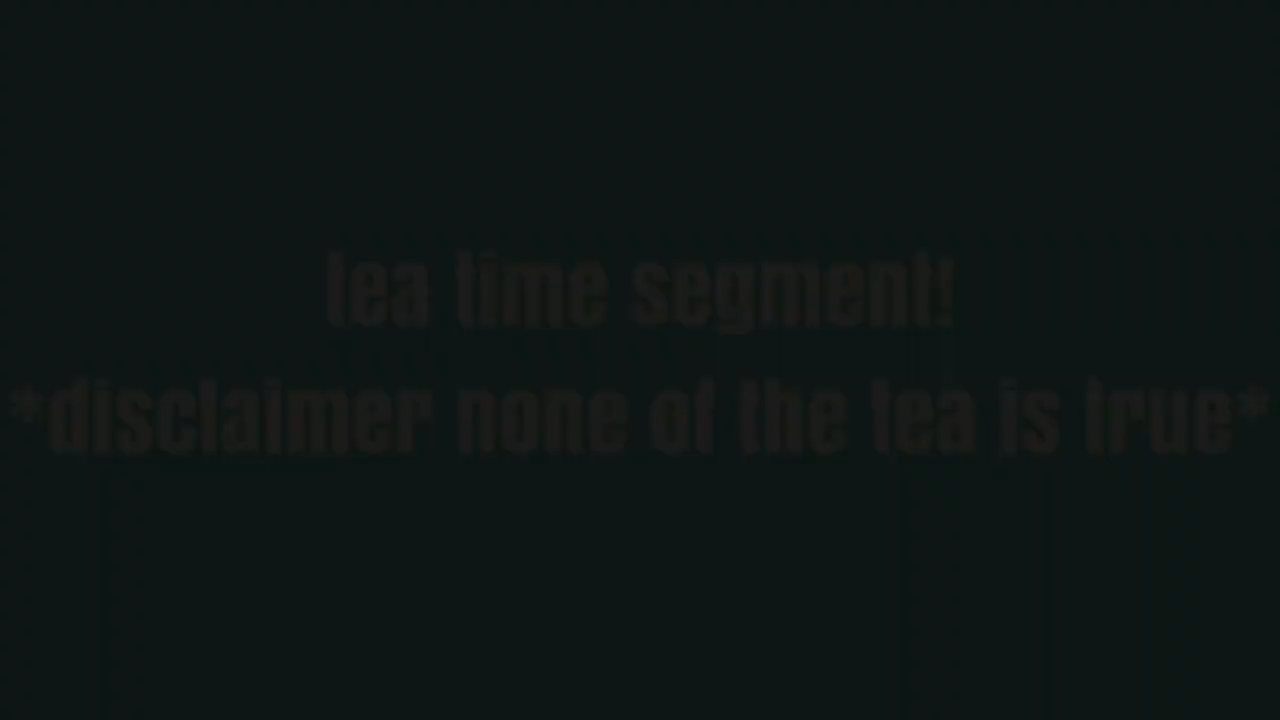 tea time segment!
*disclaimer none of the tea is true*